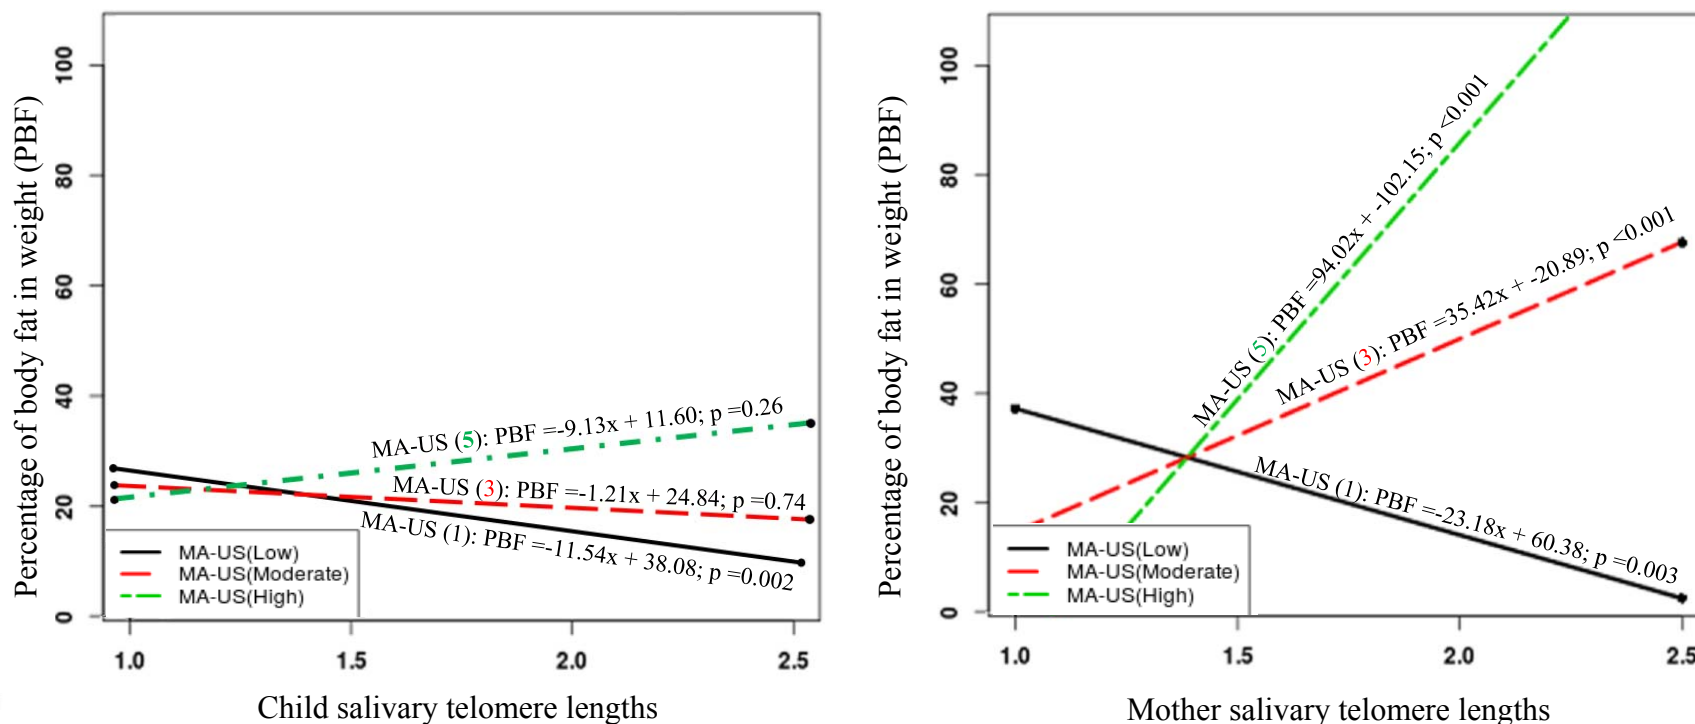 Percentage of body fat in weight (PBF)
100
80
60
40
20
0
MA-US (5): PBF =-9.13x + 11.60; p =0.26
MA-US (3): PBF =-1.21x + 24.84; p =0.74
MA-US (1): PBF =-11.54x + 38.08; p =0.002
MA-US(Low)
MA-US(Moderate)
MA-US(High)
1.0 1.5 2.0 2.5
Child salivary telomere lengths
Percentage of body fat in weight (PBF)
100
80
60
40
20
0
MA-US (5): PBF =94.02x + -102.15; p <0.001
MA-US (3): PBF =35.42x + -20.89; p <0.001
MA-US (1): PBF =-23.18x + 60.38; p =0.003
MA-US(Low)
MA-US(Moderate)
MA-US(High)
1.0 1.5 2.0 2.5
Mother salivary telomere lengths